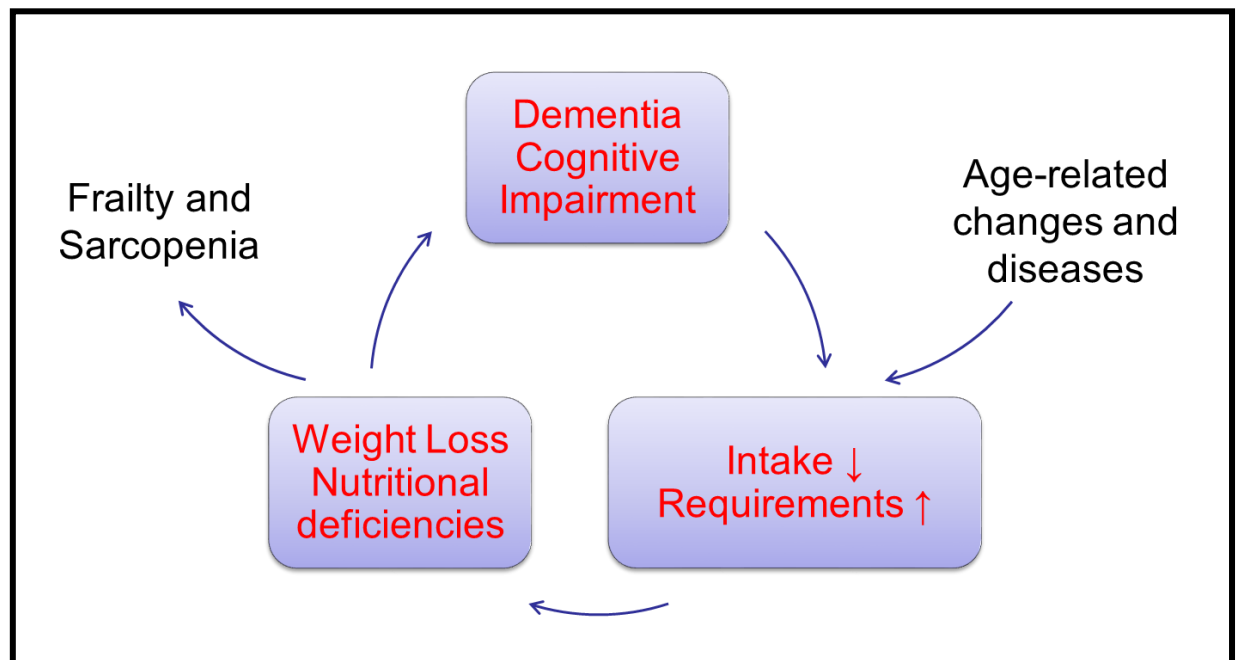 Dementia
Cognitive
Impairment
Age-related
changes and
diseases
Frailty and
Sarcopenia
Weight Loss
Nutritional
deficiencies
Intake ↓
Requirements ↑